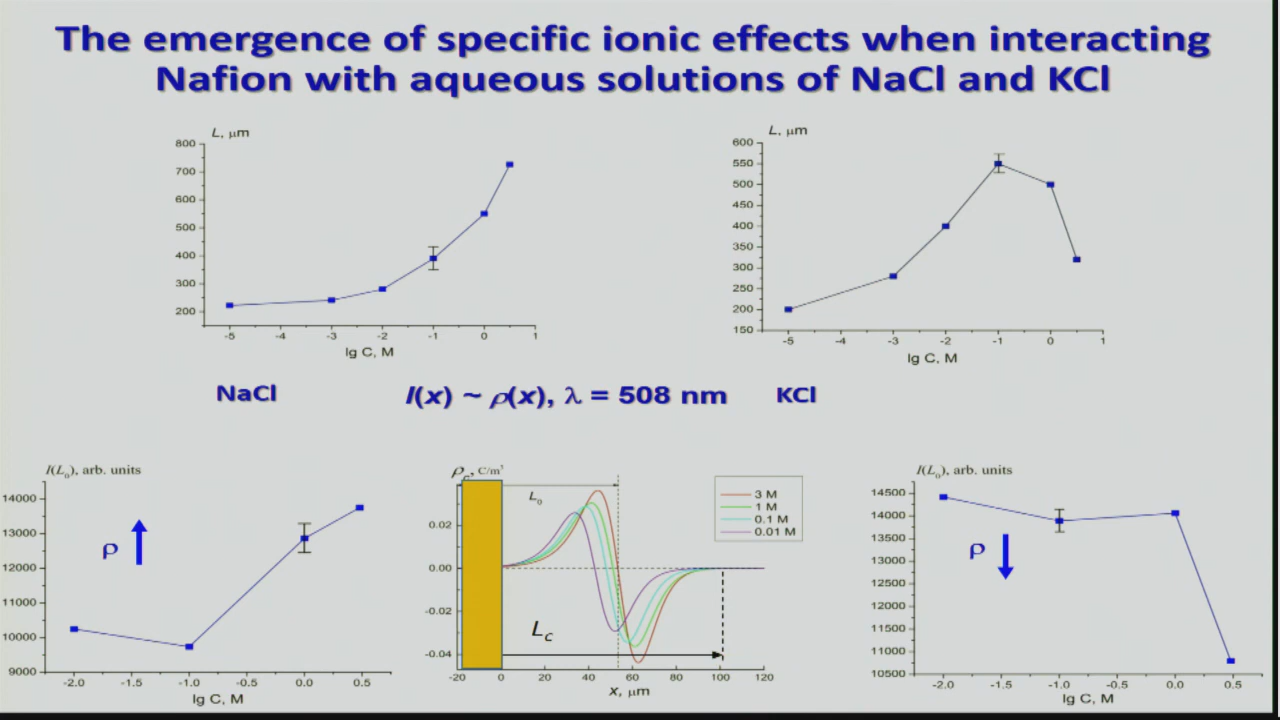 The emergence of specific ionic effects when interacting
Nafion with aqueous solutions of NaCl and KCl
L, μm
800
700
600
500
400
300
200
-5 -4 -3 -2 -1 0 1
lg C, M
L, μm
600
550
500
450
400
350
300
250
200
150
-5 -4 -3 -2 -1 0 1
lg C, M
NaCl
I(x) ~ ρ(x), λ = 508 nm
KCl
I(L₀), arb. units
14000
13000
12000
11000
10000
9000
ρ
-2.0 -1.5 -1.0 -0.5 0.0 0.5
lg C, M
ρc, C/m³
L₀
0.02
0.00
-0.02
-0.04
3 M
1 M
0.1 M
0.01 M
Lc
-20 0 20 40 60 80 100 120
x, μm
I(L₀), arb. units
14500
14000
13500
13000
12500
12000
11500
11000
10500
ρ
-2.0 -1.5 -1.0 -0.5 0.0 0.5
lg C, M